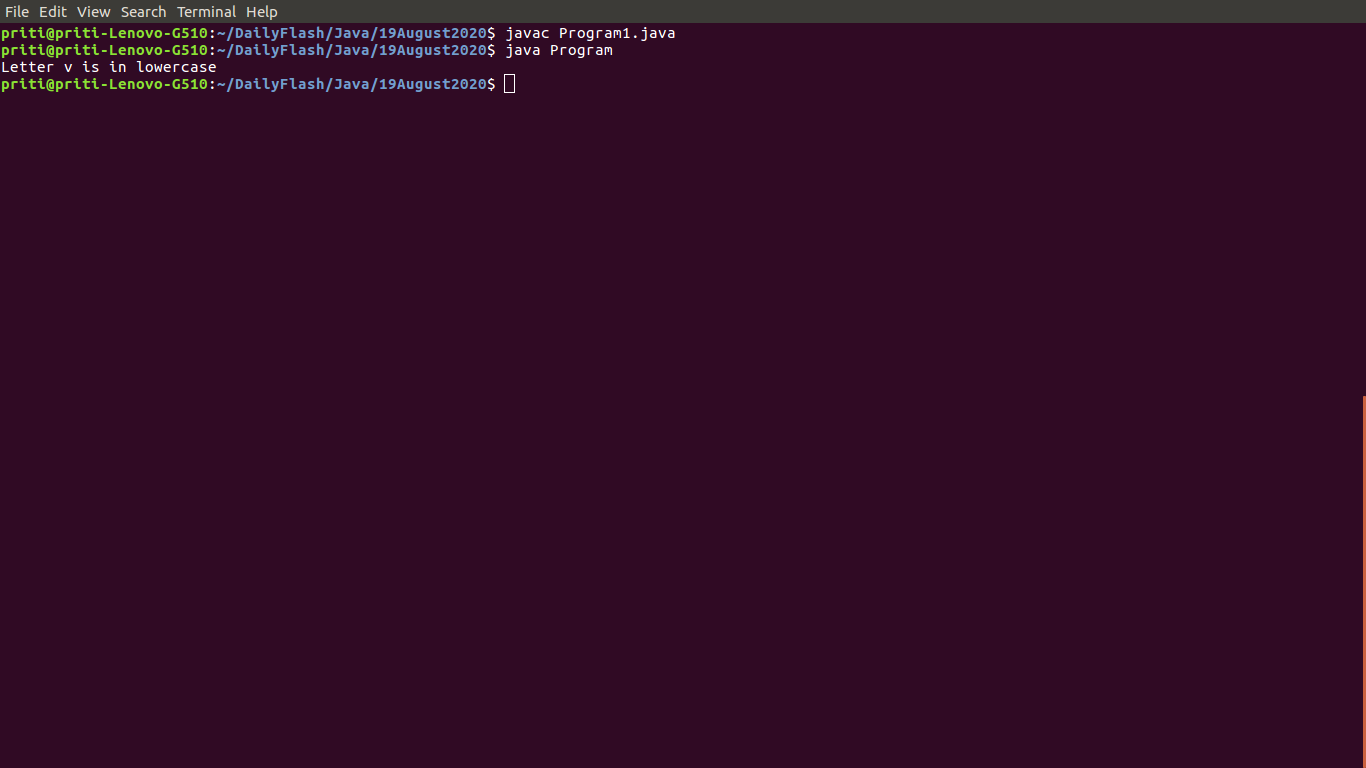 File Edit View Search Terminal Help
priti@priti-Lenovo-G510:~/DailyFlash/Java/19August2020$ javac Program1.java
priti@priti-Lenovo-G510:~/DailyFlash/Java/19August2020$ java Program
Letter v is in lowercase
priti@priti-Lenovo-G510:~/DailyFlash/Java/19August2020$